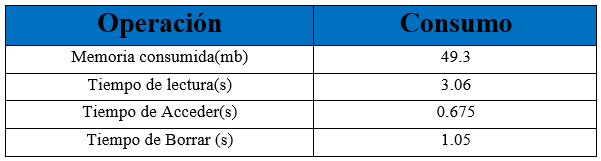 Operación Consumo
Memoria consumida(mb) 49.3
Tiempo de lectura(s) 3.06
Tiempo de Acceder(s) 0.675
Tiempo de Borrar (s) 1.05